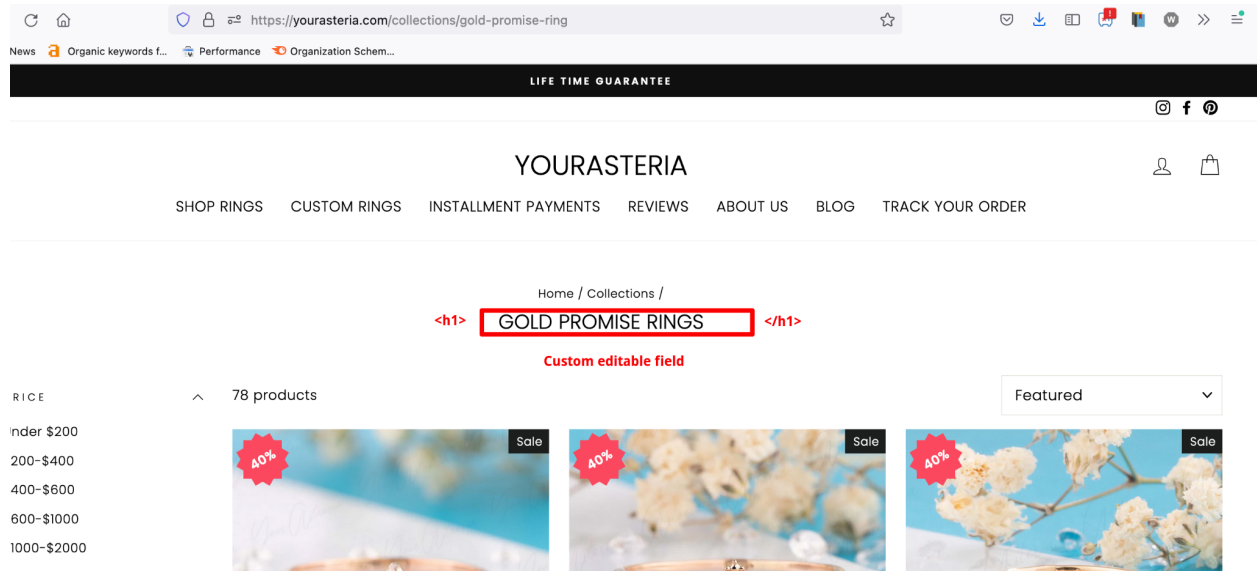 https://yourasteria.com/collections/gold-promise-ring
News Organic keywords f... Performance Organization Schem...
LIFE TIME GUARANTEE
YOURASTERIA
SHOP RINGS CUSTOM RINGS INSTALLMENT PAYMENTS REVIEWS ABOUT US BLOG TRACK YOUR ORDER
Home / Collections /
<h1> GOLD PROMISE RINGS </h1>
Custom editable field
RICE
78 products
Featured
nder $200
200-$400
400-$600
600-$1000
1000-$2000
40% Sale
40% Sale
40% Sale